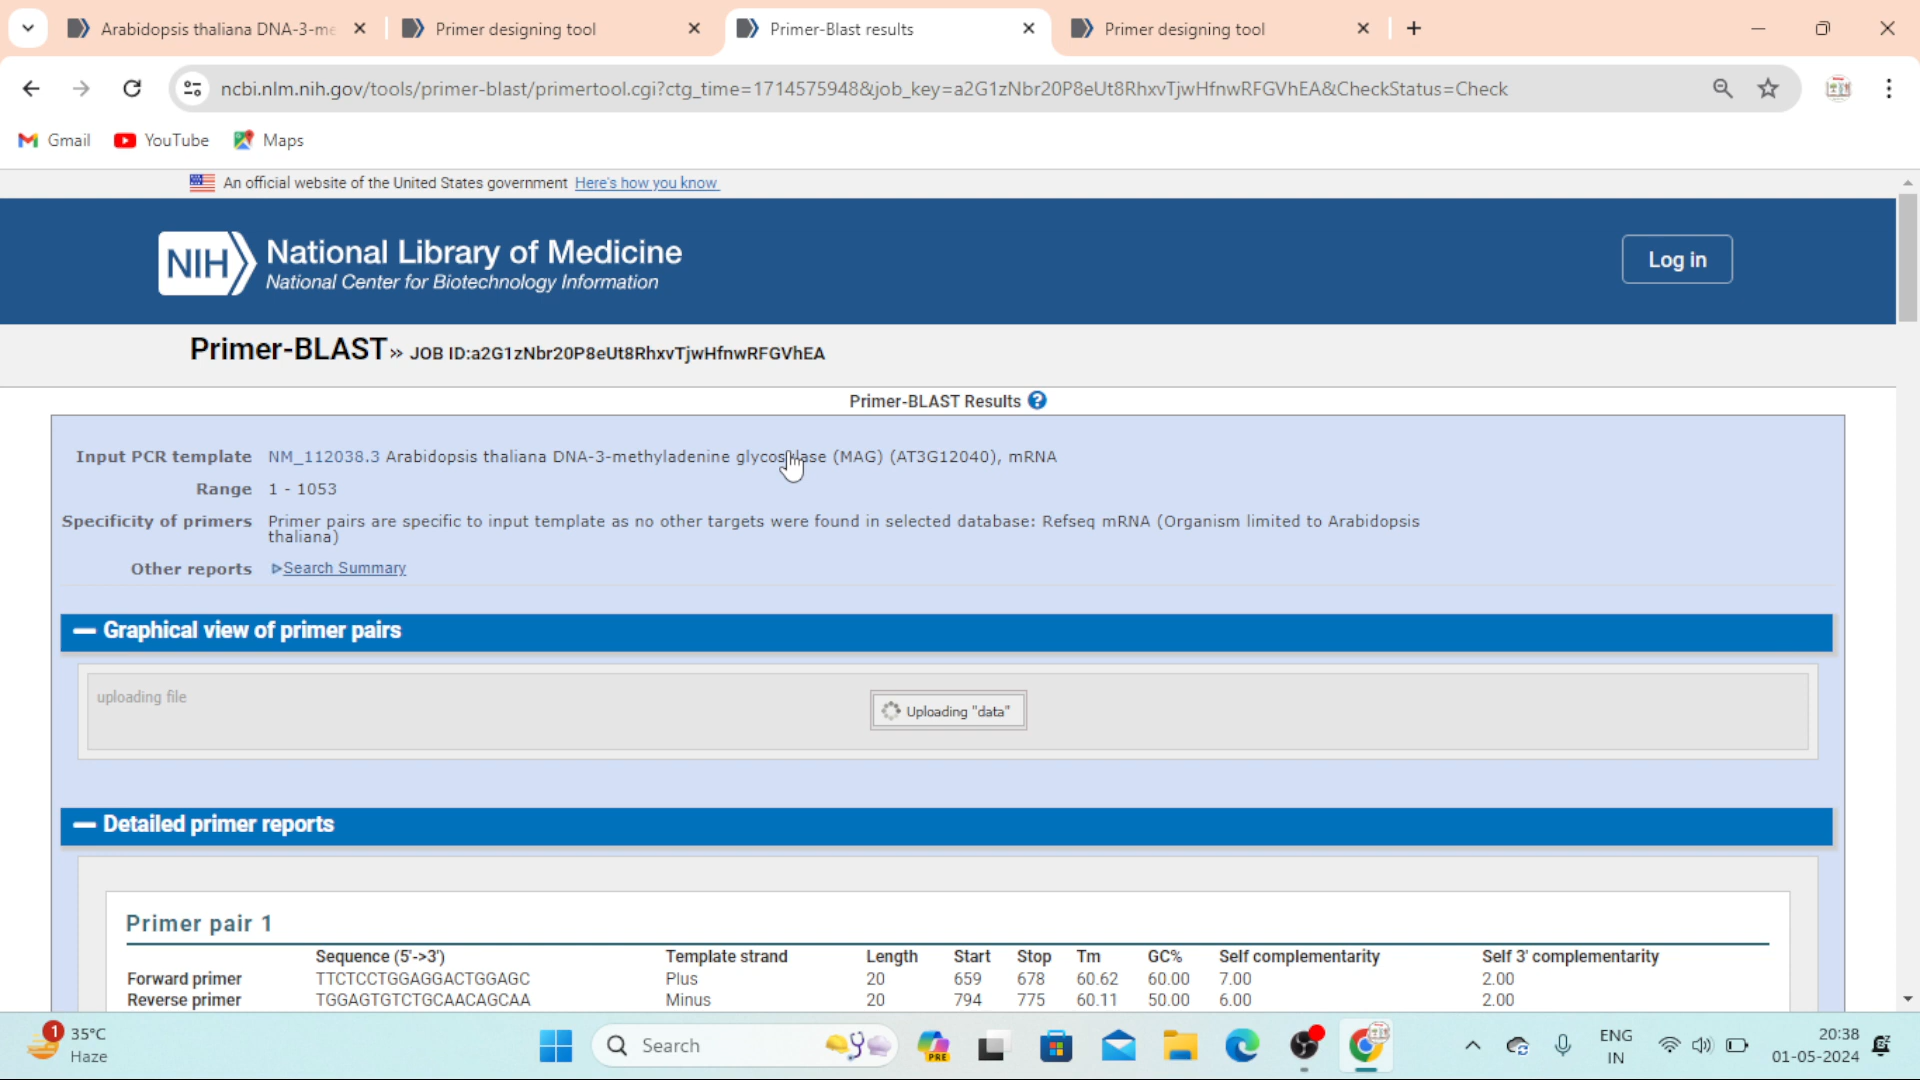 Arabidopsis thaliana DNA-3-me
Primer designing tool
Primer-Blast results
Primer designing tool
ncbi.nlm.nih.gov/tools/primer-blast/primertool.cgi?ctg_time=1714575948&job_key=a2G1zNbr20P8eUt8RhxvTjwHfnwRFGVhEA&CheckStatus=Check
Gmail YouTube Maps
An official website of the United States government Here's how you know
NIH National Library of Medicine
National Center for Biotechnology Information
Log in
Primer-BLAST » JOB ID:a2G1zNbr20P8eUt8RhxvTjwHfnwRFGVhEA
Primer-BLAST Results ?
Input PCR template NM_112038.3 Arabidopsis thaliana DNA-3-methyladenine glycosylase (MAG) (AT3G12040), mRNA
Range 1 - 1053
Specificity of primers Primer pairs are specific to input template as no other targets were found in selected database: Refseq mRNA (Organism limited to Arabidopsis
thaliana)
Other reports Search Summary
Graphical view of primer pairs
uploading file
Uploading "data"
Detailed primer reports
Primer pair 1
Sequence (5'->3') Template strand Length Start Stop Tm GC% Self complementarity Self 3' complementarity
Forward primer TTCTCCTGGAGGACTGGAGC Plus 20 659 678 60.62 60.00 7.00 2.00
Reverse primer TGGAGTGTCTGCAACAGCAA Minus 20 794 775 60.11 50.00 6.00 2.00
1
35°C
Haze
Search
PRE
ENG
IN
20:38
01-05-2024